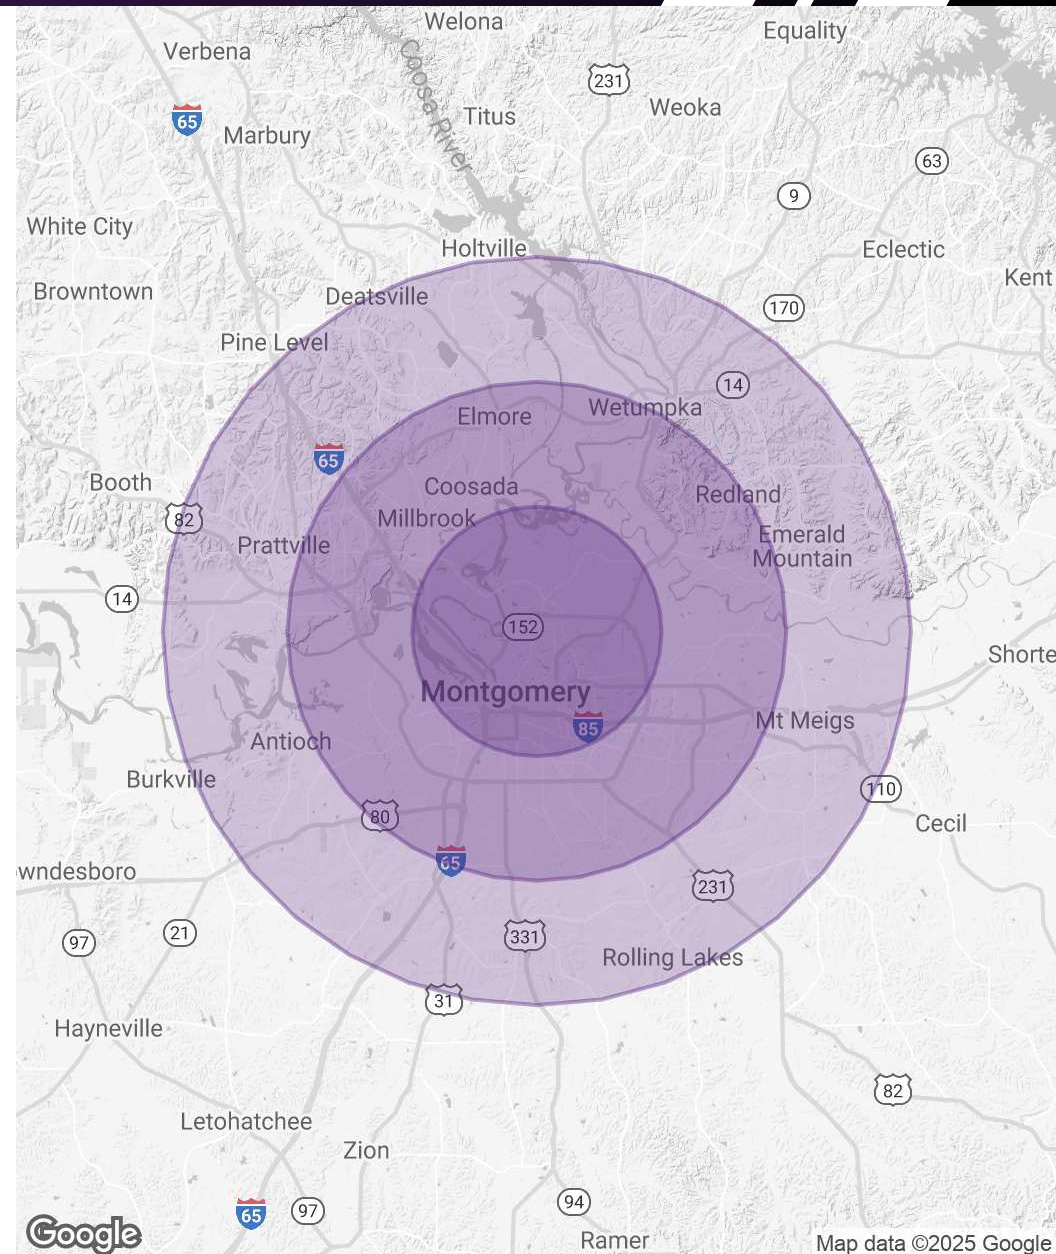 Welona
Equality
Verbena
231
Coosa River
Weoka
65
Titus
Marbury
63
9
White City
Holtville
Eclectic
Kent
Browntown
Deatsville
170
Pine Level
14
Wetumpka
Elmore
65
Booth
Coosada
Redland
82
Millbrook
Emerald
Mountain
Prattville
14
152
Shorte
Montgomery
Mt Meigs
85
Antioch
Burkville
110
80
Cecil
65
wndesboro
231
97
21
331
Rolling Lakes
31
Hayneville
82
Letohatchee
Zion
94
65
97
Google
Ramer
Map data ©2025 Google